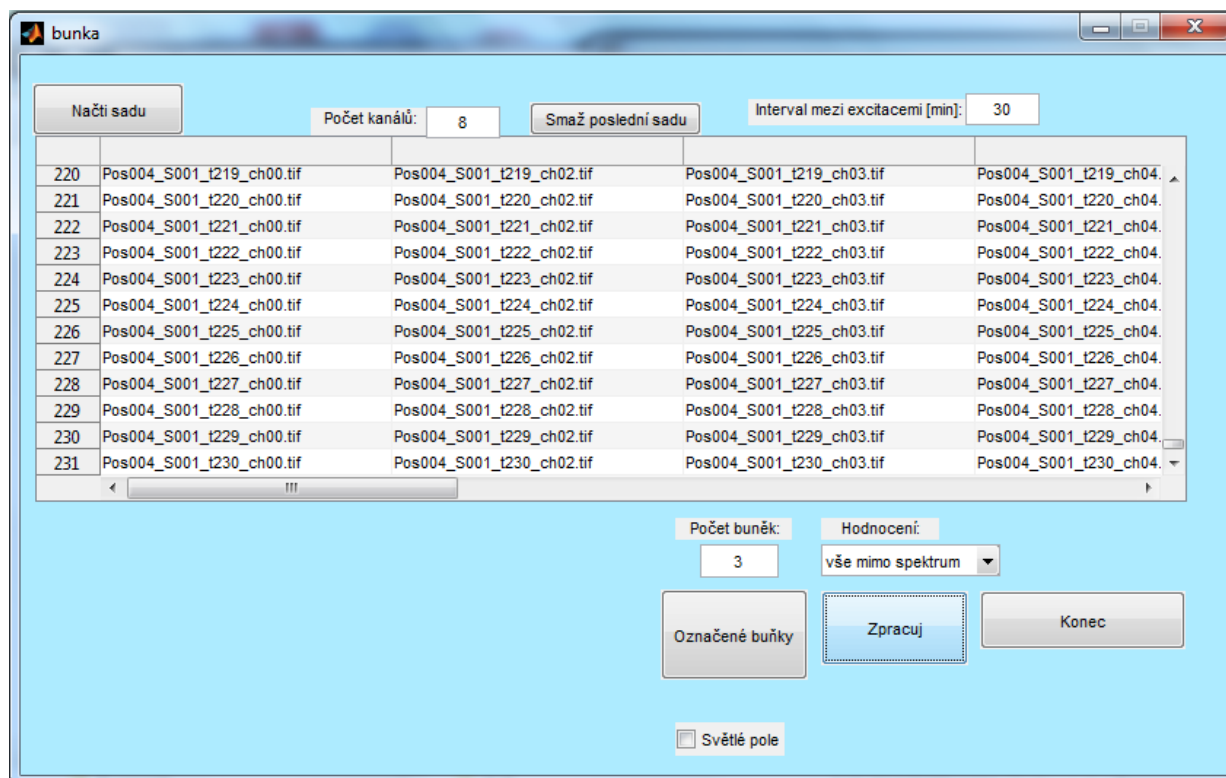 bunka
Načti sadu
Počet kanálů: 8
Smaž poslední sadu
Interval mezi excitacemi [min]: 30
220 Pos004_S001_t219_ch00.tif Pos004_S001_t219_ch02.tif Pos004_S001_t219_ch03.tif Pos004_S001_t219_ch04.
221 Pos004_S001_t220_ch00.tif Pos004_S001_t220_ch02.tif Pos004_S001_t220_ch03.tif Pos004_S001_t220_ch04.
222 Pos004_S001_t221_ch00.tif Pos004_S001_t221_ch02.tif Pos004_S001_t221_ch03.tif Pos004_S001_t221_ch04.
223 Pos004_S001_t222_ch00.tif Pos004_S001_t222_ch02.tif Pos004_S001_t222_ch03.tif Pos004_S001_t222_ch04.
224 Pos004_S001_t223_ch00.tif Pos004_S001_t223_ch02.tif Pos004_S001_t223_ch03.tif Pos004_S001_t223_ch04.
225 Pos004_S001_t224_ch00.tif Pos004_S001_t224_ch02.tif Pos004_S001_t224_ch03.tif Pos004_S001_t224_ch04.
226 Pos004_S001_t225_ch00.tif Pos004_S001_t225_ch02.tif Pos004_S001_t225_ch03.tif Pos004_S001_t225_ch04.
227 Pos004_S001_t226_ch00.tif Pos004_S001_t226_ch02.tif Pos004_S001_t226_ch03.tif Pos004_S001_t226_ch04.
228 Pos004_S001_t227_ch00.tif Pos004_S001_t227_ch02.tif Pos004_S001_t227_ch03.tif Pos004_S001_t227_ch04.
229 Pos004_S001_t228_ch00.tif Pos004_S001_t228_ch02.tif Pos004_S001_t228_ch03.tif Pos004_S001_t228_ch04.
230 Pos004_S001_t229_ch00.tif Pos004_S001_t229_ch02.tif Pos004_S001_t229_ch03.tif Pos004_S001_t229_ch04.
231 Pos004_S001_t230_ch00.tif Pos004_S001_t230_ch02.tif Pos004_S001_t230_ch03.tif Pos004_S001_t230_ch04.
Počet buněk: Hodnocení:
3 vše mimo spektrum
Označené buňky Zpracuj Konec
Světlé pole